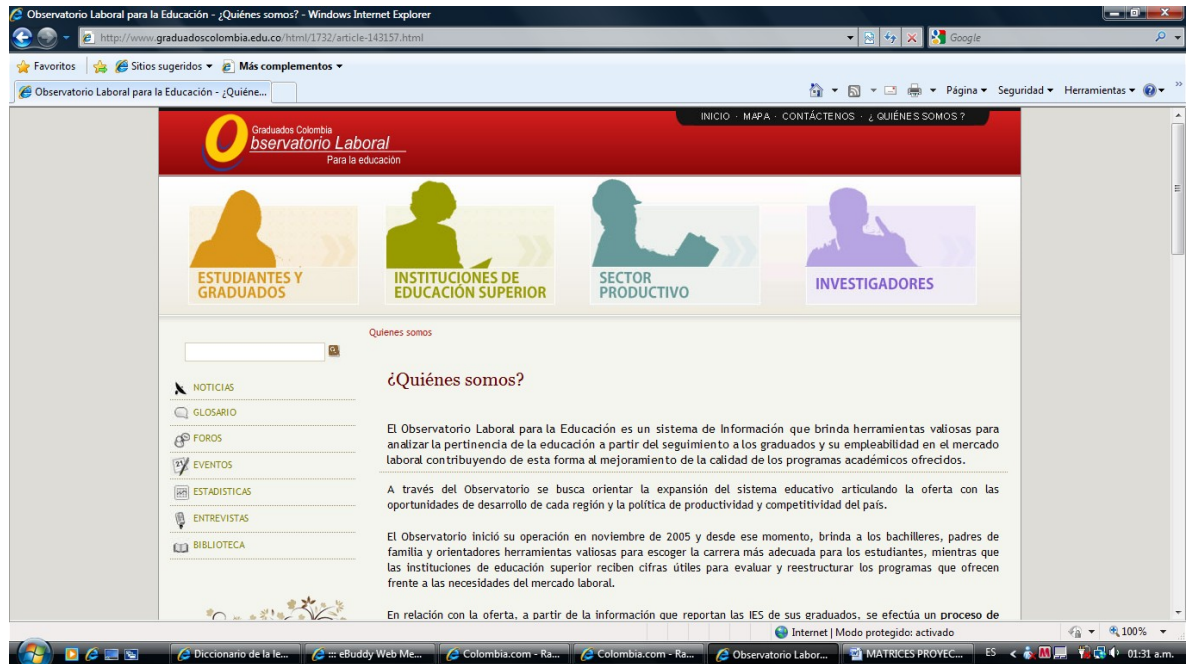 Observatorio Laboral para la Educación - ¿Quiénes somos? - Windows Internet Explorer
http://www.graduadoscolombia.edu.co/html/1732/article-143157.html
Google
Favoritos
Sitios sugeridos
Más complementos
Observatorio Laboral para la Educación - ¿Quiéne...
Página
Seguridad
Herramientas
INICIO · MAPA · CONTÁCTENOS · ¿ QUIÉNES SOMOS ?
Graduados Colombia
Observatorio Laboral
Para la educación
ESTUDIANTES Y
GRADUADOS
INSTITUCIONES DE
EDUCACIÓN SUPERIOR
SECTOR
PRODUCTIVO
INVESTIGADORES
Quienes somos
NOTICIAS
GLOSARIO
FOROS
EVENTOS
ESTADISTICAS
ENTREVISTAS
BIBLIOTECA
¿Quiénes somos?
El Observatorio Laboral para la Educación es un sistema de Información que brinda herramientas valiosas para
analizar la pertinencia de la educación a partir del seguimiento a los graduados y su empleabilidad en el mercado
laboral contribuyendo de esta forma al mejoramiento de la calidad de los programas académicos ofrecidos.
A través del Observatorio se busca orientar la expansión del sistema educativo articulando la oferta con las
oportunidades de desarrollo de cada región y la política de productividad y competitividad del país.
El Observatorio inició su operación en noviembre de 2005 y desde ese momento, brinda a los bachilleres, padres de
familia y orientadores herramientas valiosas para escoger la carrera más adecuada para los estudiantes, mientras que
las instituciones de educación superior reciben cifras útiles para evaluar y reestructurar los programas que ofrecen
frente a las necesidades del mercado laboral.
En relación con la oferta, a partir de la información que reportan las IES de sus graduados, se efectúa un proceso de
Internet | Modo protegido: activado
100%
Diccionario de la le...
::: eBuddy Web Me...
Colombia.com - Ra...
Colombia.com - Ra...
Observatorio Labor...
MATRICES PROYEC...
ES
01:31 a.m.